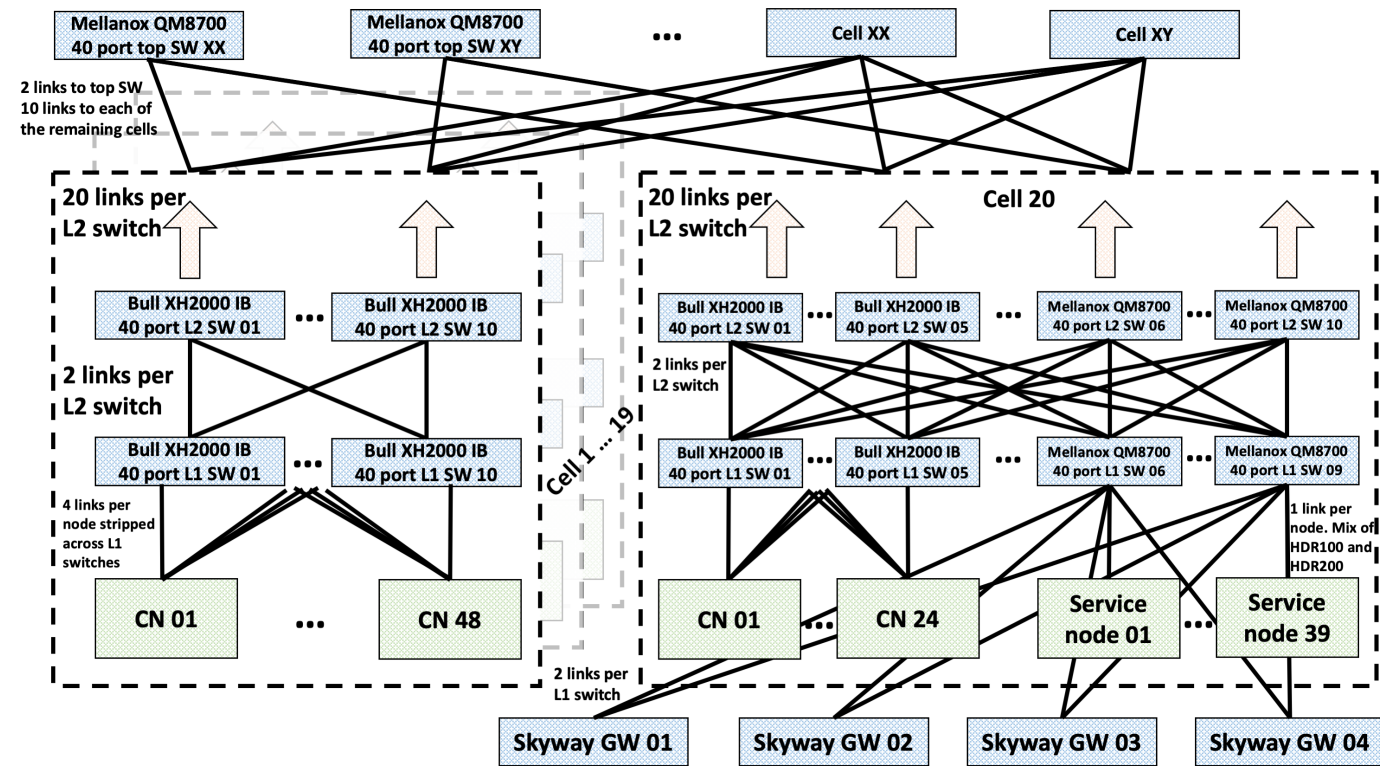 Mellanox QM8700
40 port top SW XX
Mellanox QM8700
40 port top SW XY
...
Cell XX
Cell XY
2 links to top SW
10 links to each of
the remaining cells
20 links per
L2 switch
Bull XH2000 IB
40 port L2 SW 01
...
Bull XH2000 IB
40 port L2 SW 10
2 links per
L2 switch
Bull XH2000 IB
40 port L1 SW 01
...
Bull XH2000 IB
40 port L1 SW 10
4 links per
node stripped
across L1
switches
CN 01
...
CN 48
Cell 1 ... 19
20 links per
L2 switch
Cell 20
Bull XH2000 IB
40 port L2 SW 01
...
Bull XH2000 IB
40 port L2 SW 05
...
Mellanox QM8700
40 port L2 SW 06
...
Mellanox QM8700
40 port L2 SW 10
2 links per
L2 switch
Bull XH2000 IB
40 port L1 SW 01
...
Bull XH2000 IB
40 port L1 SW 05
...
Mellanox QM8700
40 port L1 SW 06
...
Mellanox QM8700
40 port L1 SW 09
1 link per
node. Mix of
HDR100 and
HDR200
CN 01
...
CN 24
Service
node 01
...
Service
node 39
2 links per
L1 switch
Skyway GW 01
Skyway GW 02
Skyway GW 03
Skyway GW 04